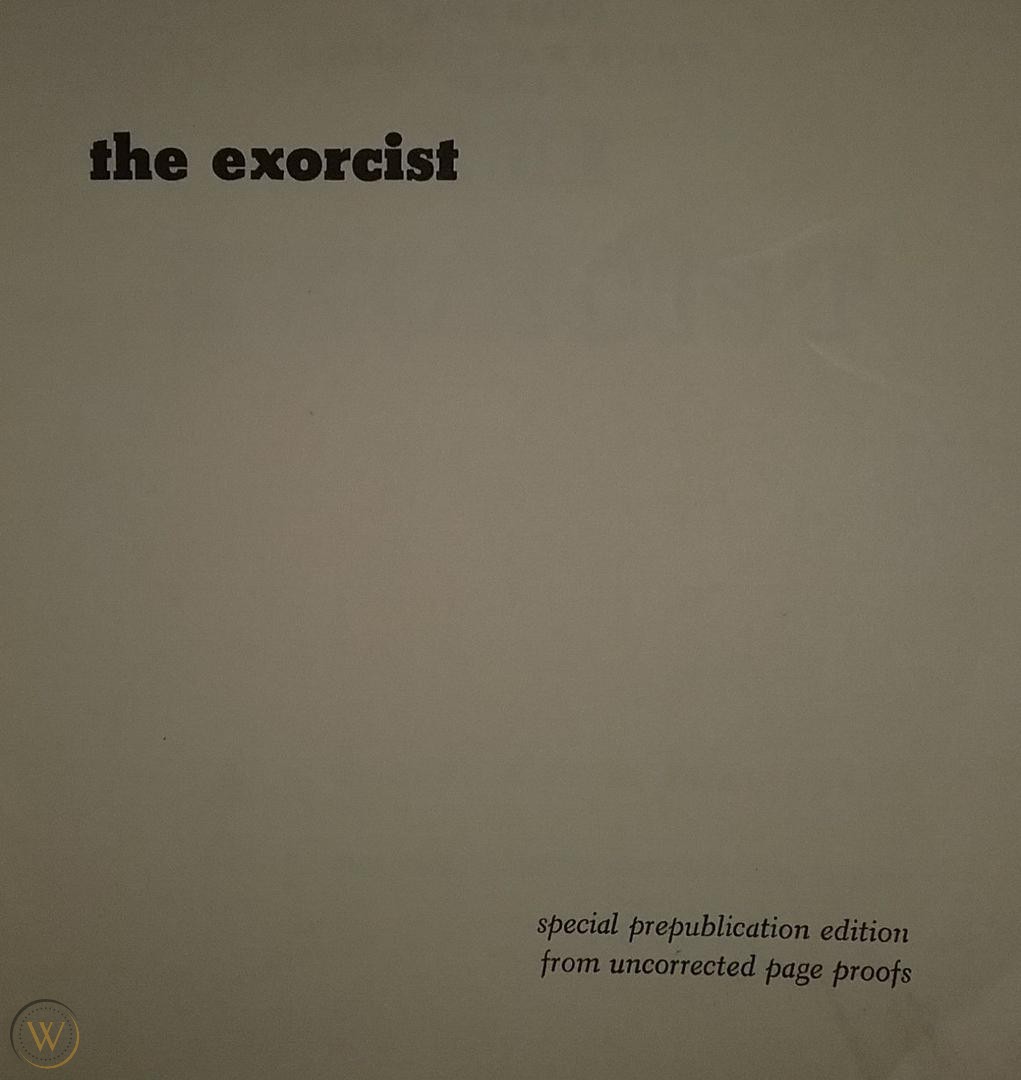 the exorcist
special prepublication edition
from uncorrected page proofs
W